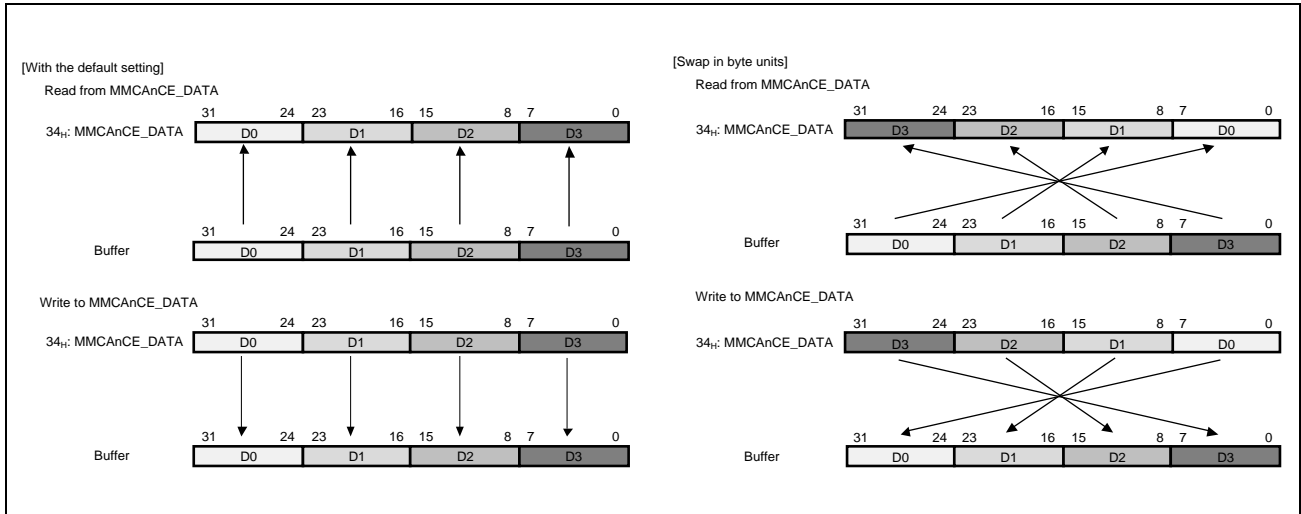 [With the default setting]
Read from MMCAnCE_DATA
31 24 23 16 15 8 7 0
34H: MMCAnCE_DATA D0 D1 D2 D3
31 24 23 16 15 8 7 0
Buffer D0 D1 D2 D3
Write to MMCAnCE_DATA
31 24 23 16 15 8 7 0
34H: MMCAnCE_DATA D0 D1 D2 D3
31 24 23 16 15 8 7 0
Buffer D0 D1 D2 D3
[Swap in byte units]
Read from MMCAnCE_DATA
31 24 23 16 15 8 7 0
34H: MMCAnCE_DATA D3 D2 D1 D0
31 24 23 16 15 8 7 0
Buffer D0 D1 D2 D3
Write to MMCAnCE_DATA
31 24 23 16 15 8 7 0
34H: MMCAnCE_DATA D3 D2 D1 D0
31 24 23 16 15 8 7 0
Buffer D0 D1 D2 D3